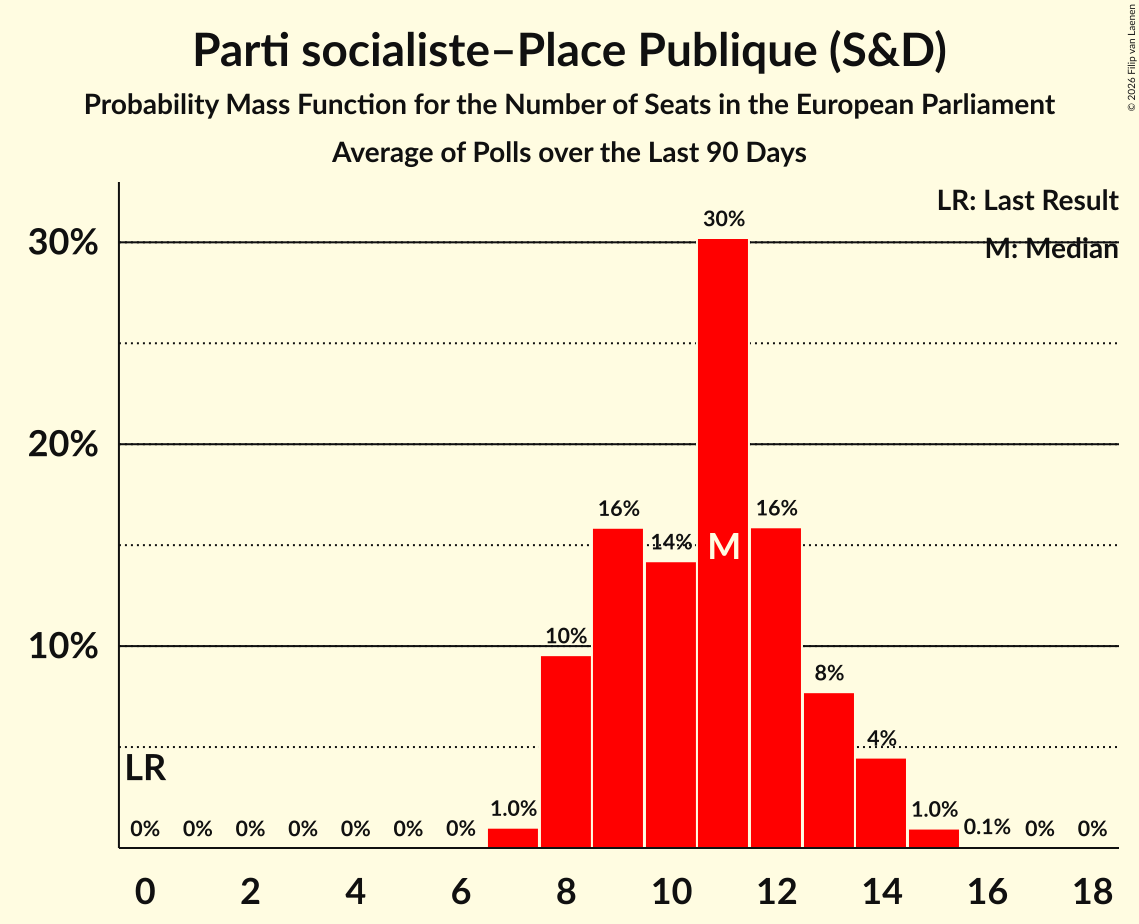 Parti socialiste–Place Publique (S&D)
Probability Mass Function for the Number of Seats in the European Parliament
Average of Polls over the Last 90 Days
© 2026 Filip van Laenen
LR: Last Result
M: Median
30%
20%
10%
30%
16%
14%
16%
10%
8%
4%
1.0%
1.0%
0.1%
M
LR
0% 0% 0% 0% 0% 0% 0% 0% 0%
0 2 4 6 8 10 12 14 16 18